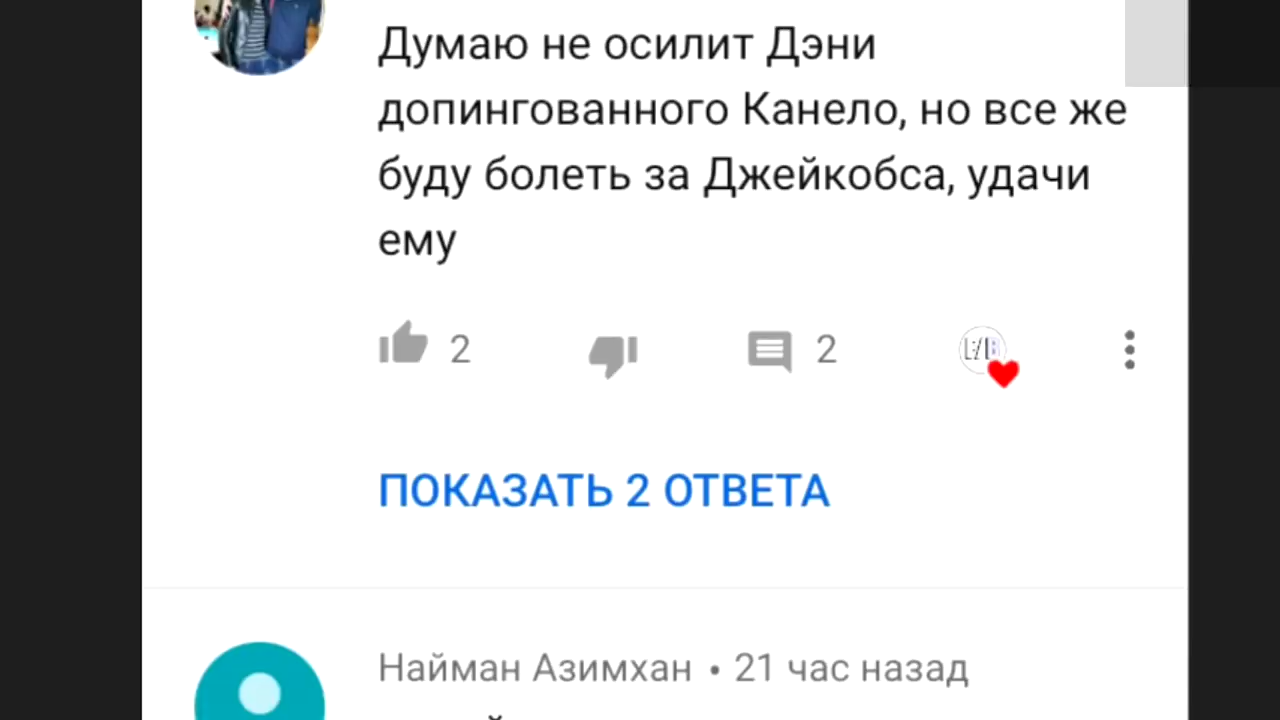 Думаю не осилит Дэни
допингованного Канело, но все же
буду болеть за Джейкобса, удачи
ему
2 2
ПОКАЗАТЬ 2 ОТВЕТА
Найман Азимхан • 21 час назад